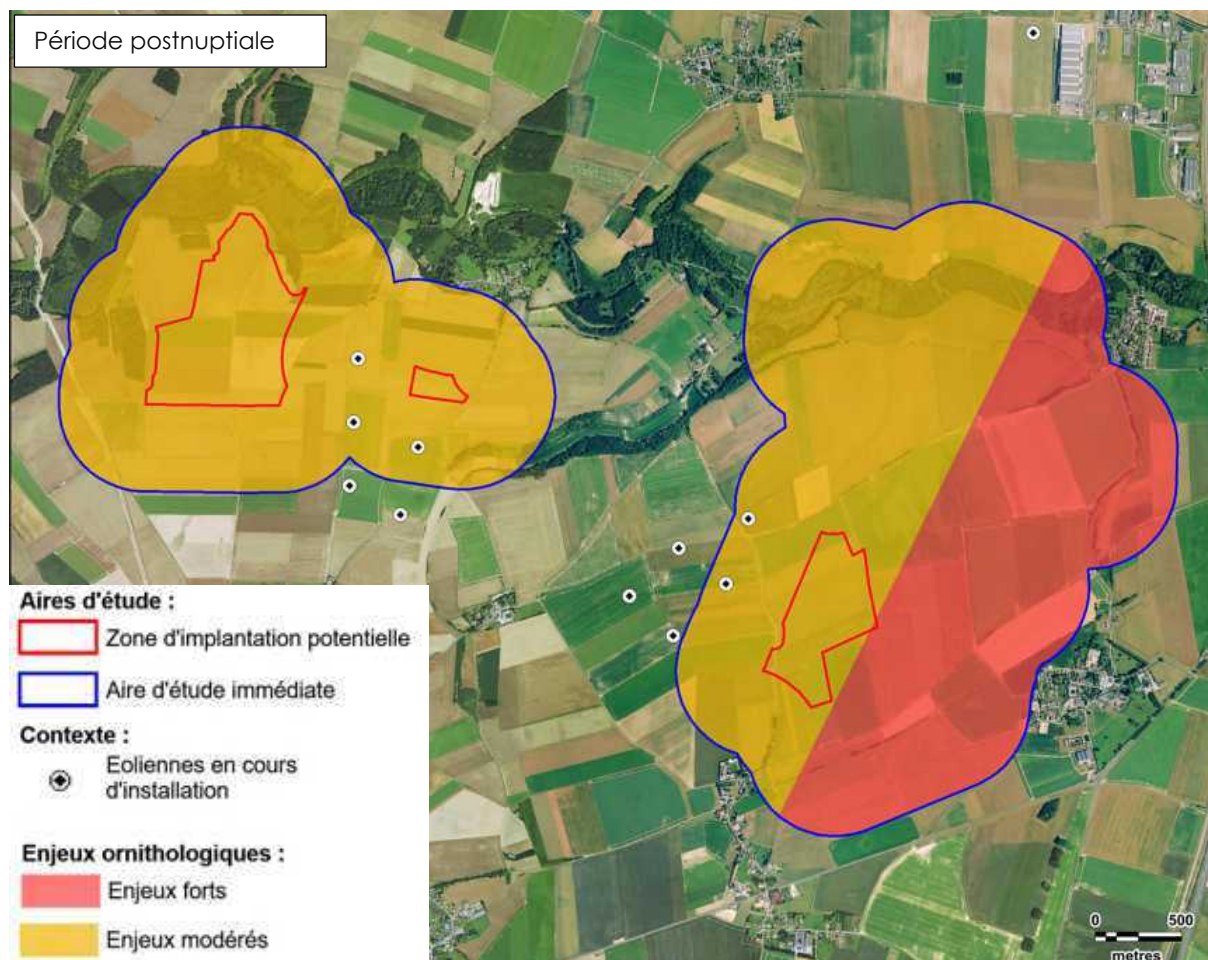 Période postnuptiale
Aires d'étude :
Zone d'implantation potentielle
Aire d'étude immédiate
Contexte :
Eoliennes en cours
d'installation
Enjeux ornithologiques :
Enjeux forts
Enjeux modérés
0 500
metres